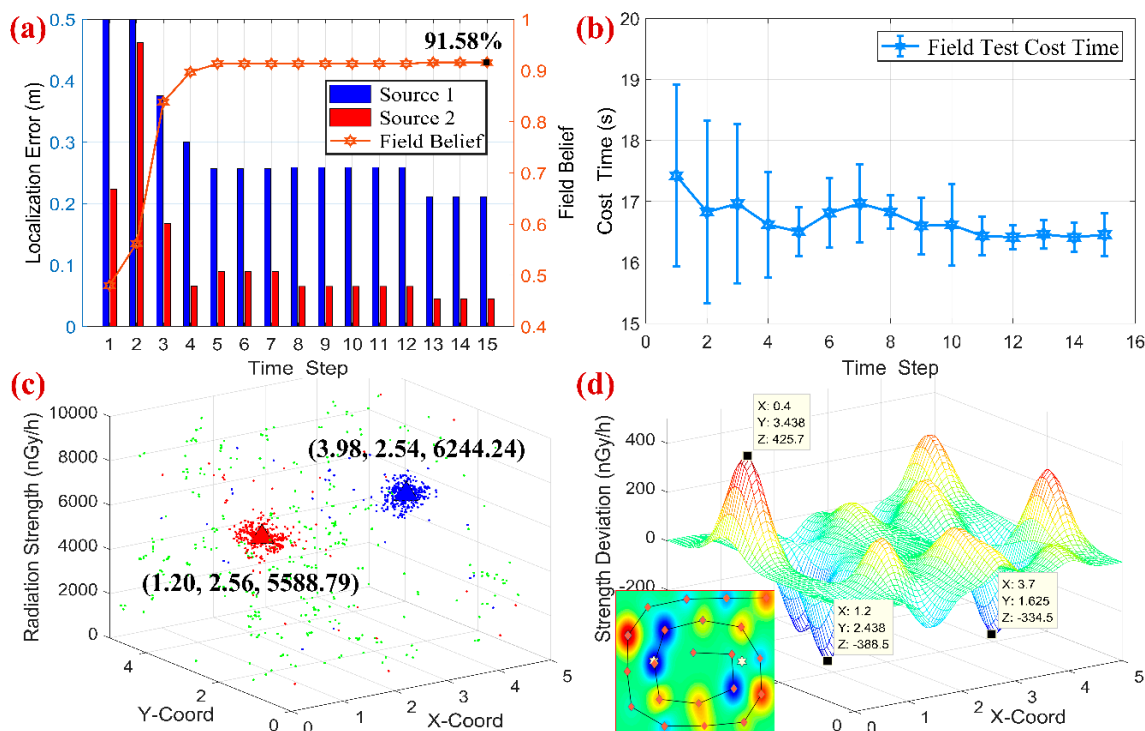 (a)
0.5
0.4
0.3
0.2
0.1
0
Localization Error (m)
1
0.9
0.8
0.7
0.6
0.5
0.4
Field Belief
91.58%
Source 1
Source 2
Field Belief
1 2 3 4 5 6 7 8 9 10 11 12 13 14 15
Time Step
(b)
20
19
18
17
16
15
Cost Time (s)
Field Test Cost Time
0 2 4 6 8 10 12 14 16
Time Step
(c)
10000
8000
6000
4000
2000
0
Radiation Strength (nGy/h)
(3.98, 2.54, 6244.24)
(1.20, 2.56, 5588.79)
4
2
0
Y-Coord
0
1
2
3
4
5
X-Coord
(d)
400
200
0
-200
Strength Deviation (nGy/h)
X: 0.4
Y: 3.438
Z: 425.7
X: 3.7
Y: 1.625
Z: -334.5
X: 1.2
Y: 2.438
Z: -388.5
0
0
1
2
3
4
5
X-Coord